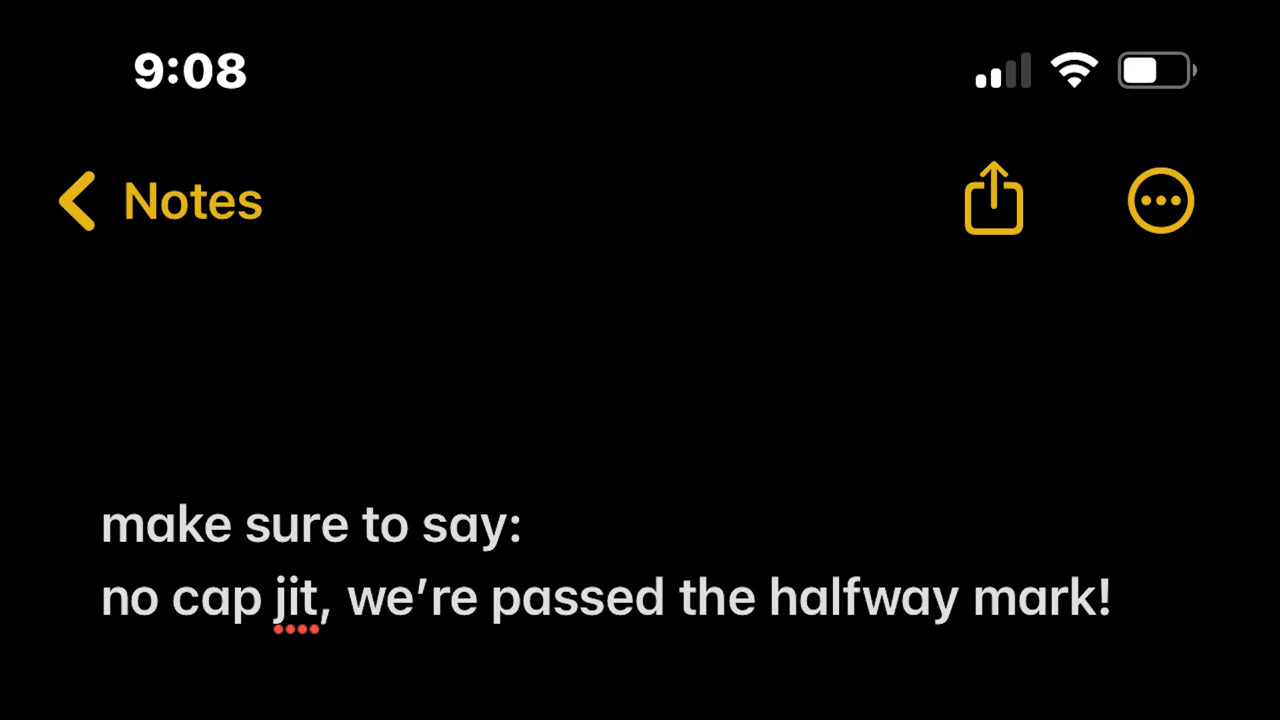 9:08
Notes
make sure to say:
no cap jit, we’re passed the halfway mark!